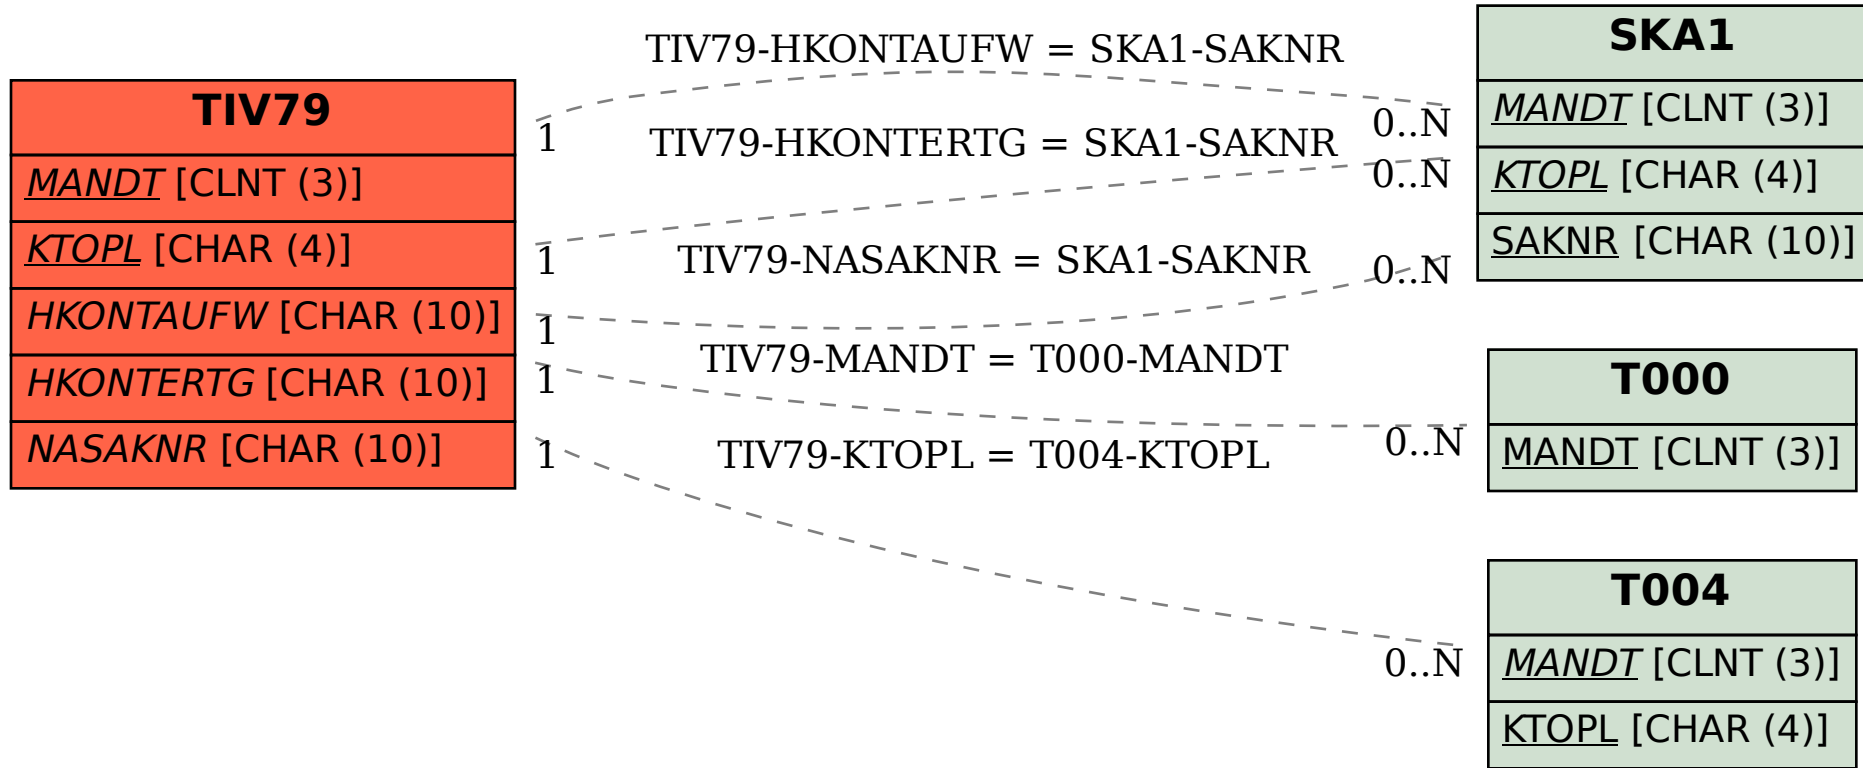 TIV79
MANDT [CLNT (3)]
KTOPL [CHAR (4)]
HKONTAUFW [CHAR (10)]
HKONTERTG [CHAR (10)]
NASAKNR [CHAR (10)]
TIV79-HKONTAUFW = SKA1-SAKNR
1
0..N
TIV79-HKONTERTG = SKA1-SAKNR
1
0..N
TIV79-NASAKNR = SKA1-SAKNR
1
0..N
TIV79-MANDT = T000-MANDT
1
0..N
TIV79-KTOPL = T004-KTOPL
1
0..N
SKA1
MANDT [CLNT (3)]
KTOPL [CHAR (4)]
SAKNR [CHAR (10)]
T000
MANDT [CLNT (3)]
T004
MANDT [CLNT (3)]
KTOPL [CHAR (4)]